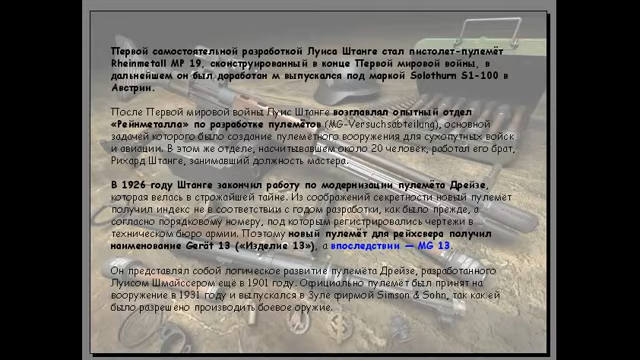 Первой самостоятельной разработкой Луиса Штанге стал пистолет-пулемёт
Rheinmetall MP 19, сконструированный в конце Первой мировой войны, в
дальнейшем он был доработан м выпускался под маркой Solothurn S1-100 в
Австрии.
После Первой мировой войны Луис Штанге возглавлял опытный отдел
«Рейнметалла» по разработке пулемётов (MG-Versuchsabteilung), основной
задачей которого было создание пулемётного вооружения для сухопутных войск
и авиации. В этом же отделе, насчитывавшем около 20 человек, работал его брат,
Рихард Штанге, занимавший должность мастера.
В 1926 году Штанге закончил работу по модернизации пулемёта Дрейзе,
которая велась в строжайшей тайне. Из соображений секретности новый пулемёт
получил индекс не в соответствии с годом разработки, как было прежде, а
согласно порядковому номеру, под которым регистрировались чертежи в
техническом бюро армии. Поэтому новый пулемёт для рейхсвера получил
наименование Gerät 13 («Изделие 13»), а впоследствии — MG 13.
Он представлял собой логическое развитие пулемёта Дрейзе, разработанного
Луисом Шмайссером ещё в 1901 году. Официально пулемёт был принят на
вооружение в 1931 году и выпускался в Зуле фирмой Simson & Sohn, так как ей
было разрешено производить боевое оружие.